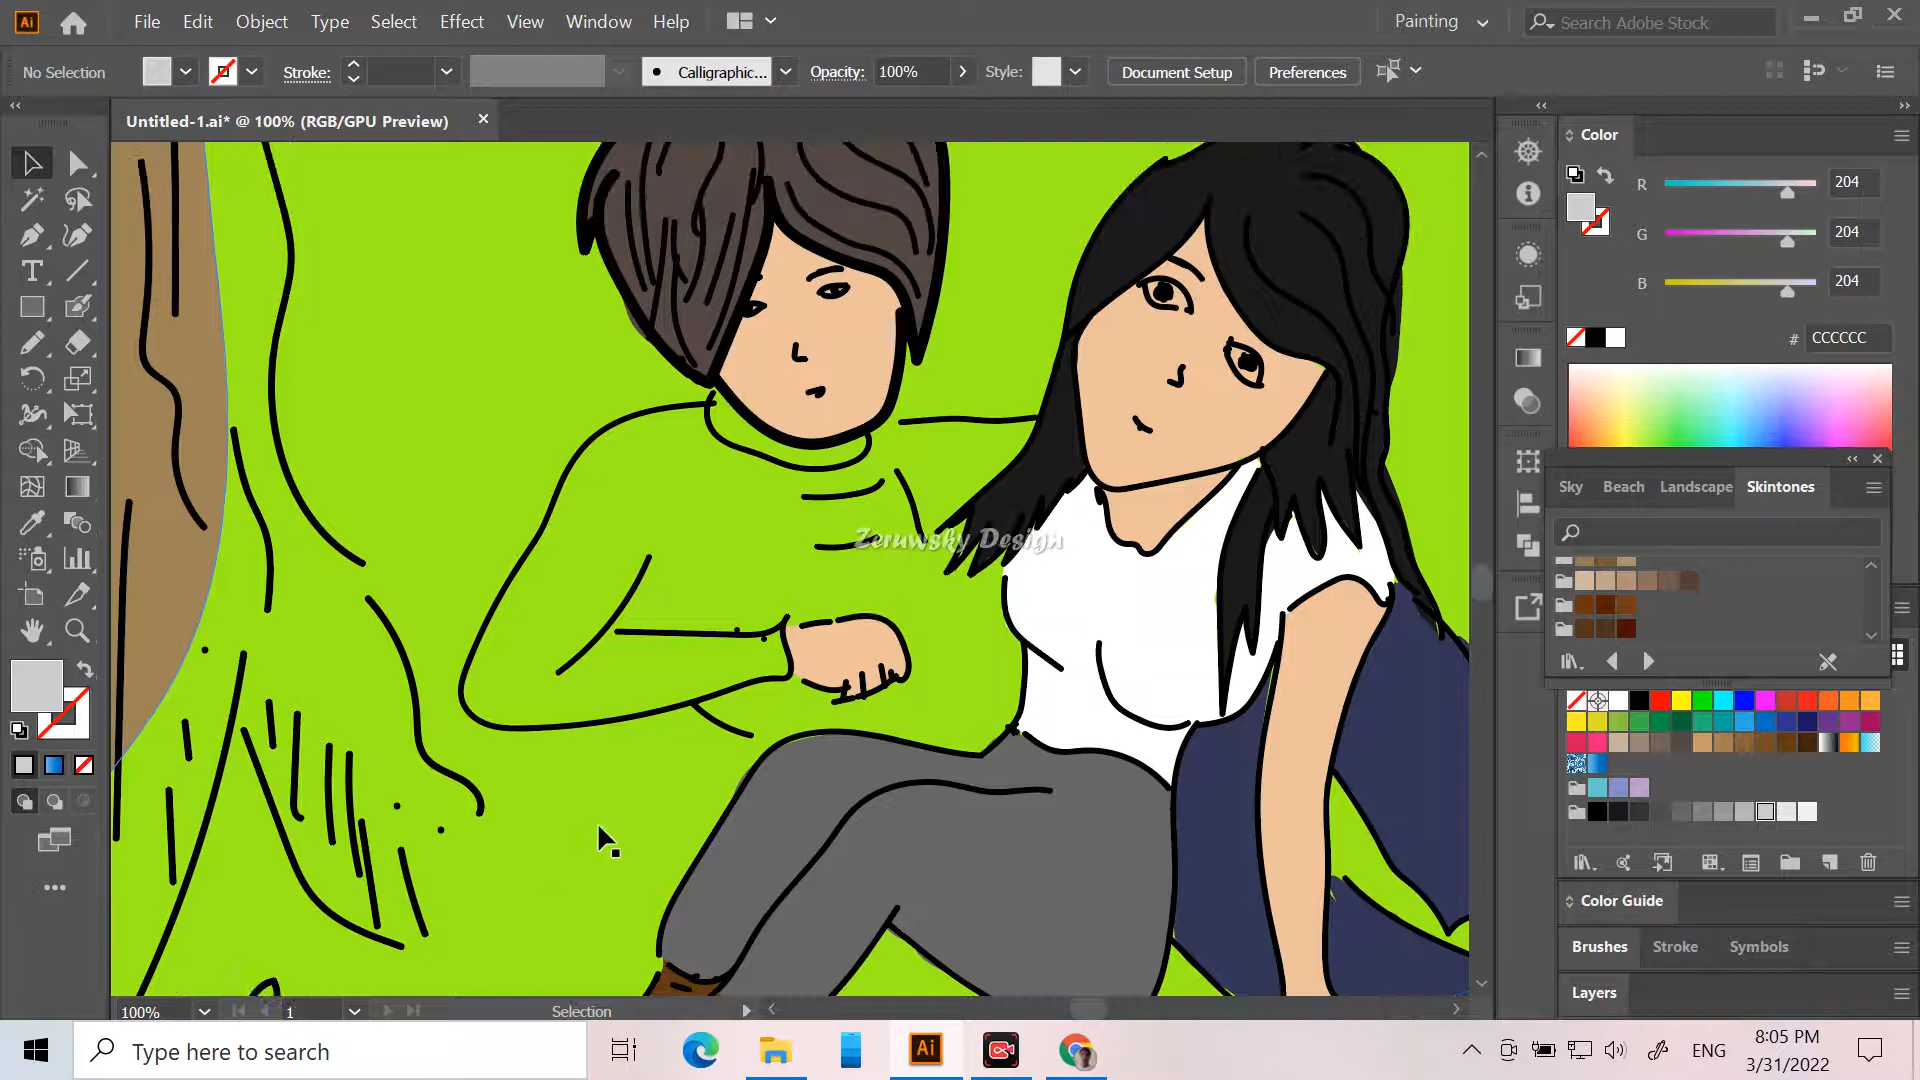 Ai File Edit Object Type Select Effect View Window Help Painting Search Adobe Stock
No Selection Stroke: Calligraphic... Opacity: 100% Style: Document Setup Preferences
Untitled-1.ai* @ 100% (RGB/GPU Preview)
Color
R 204
G 204
B 204
# CCCCCC
Sky Beach Landscape Skintones
Zeruwsky Design
Color Guide
Brushes Stroke Symbols
Layers
100% 1 Selection
Type here to search
Ai
ENG
8:05 PM
3/31/2022